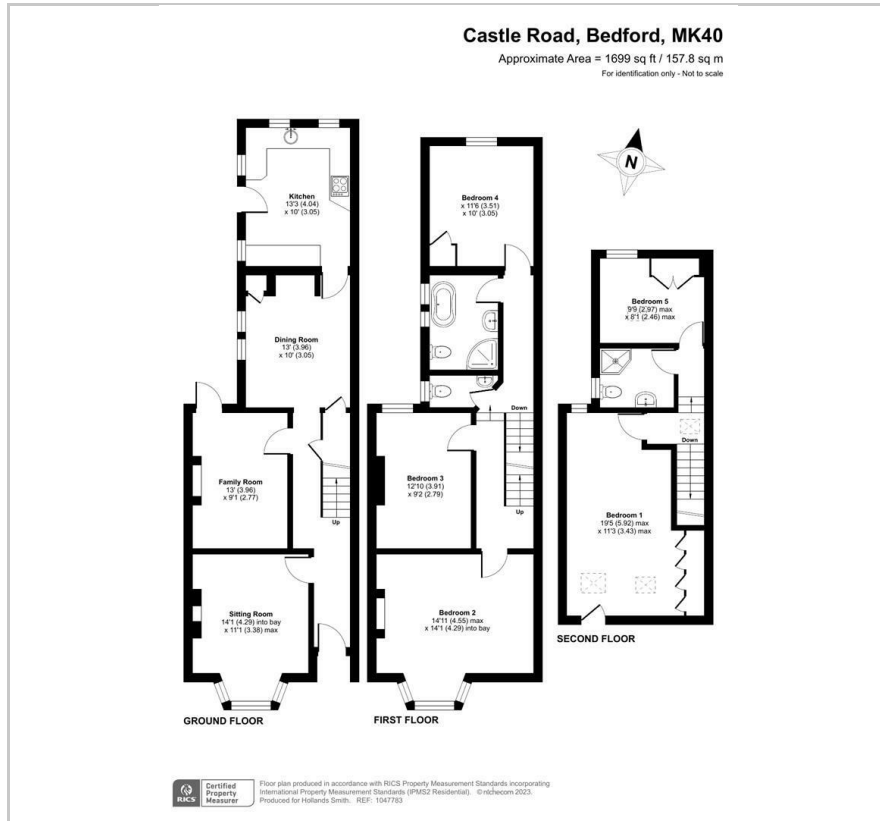 Castle Road, Bedford, MK40
Approximate Area = 1699 sq ft / 157.8 sq m
For identification only - Not to scale
N
Kitchen
13'3 (4.04)
x 10' (3.05)
Dining Room
13' (3.96)
x 10' (3.05)
Family Room
13' (3.96)
x 9'1 (2.77)
Up
Sitting Room
14'1 (4.29) into bay
x 11'1 (3.38) max
GROUND FLOOR
Bedroom 4
x 11'6 (3.51)
x 10' (3.05)
Down
Bedroom 3
12'10 (3.91)
x 9'2 (2.79)
Up
Bedroom 2
14'11 (4.55) max
x 14'1 (4.29) into bay
FIRST FLOOR
Bedroom 5
9'9 (2.97) max
x 8'1 (2.46) max
Down
Bedroom 1
19'5 (5.92) max
x 11'3 (3.43) max
SECOND FLOOR
RICS
Certified
Property
Measurer
Floor plan produced in accordance with RICS Property Measurement Standards incorporating
International Property Measurement Standards (IPMS2 Residential). © nichecom 2023.
Produced for Hollands Smith. REF: 1047783